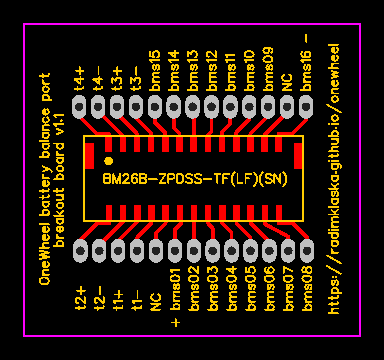 OneWheel battery balance port
breakout board v1.1
t4+
t4-
t3+
t3-
bms15
bms14
bms13
bms12
bms11
bms10
bms09
NC
bms16 -
BM26B-ZPDSS-TF(LF)(SN)
t2+
t2-
t1+
t1-
NC
+ bms01
bms02
bms03
bms04
bms05
bms06
bms07
bms08
https://radimklaska-github-io/onewheel